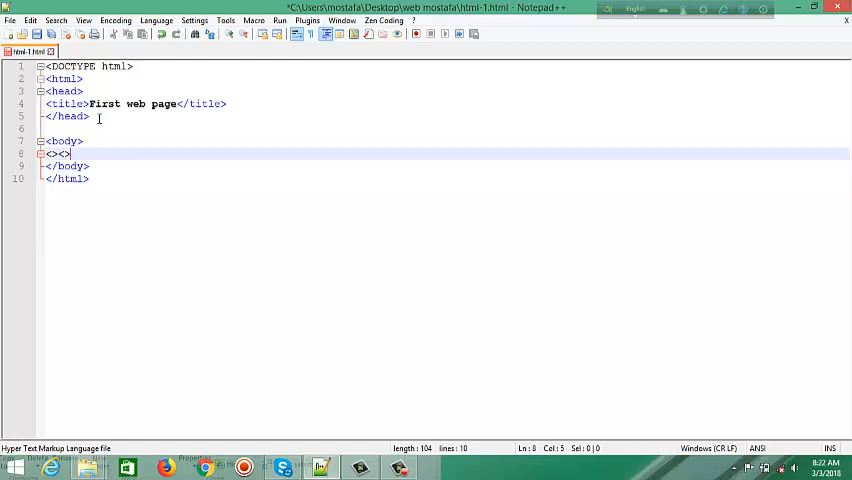 *C:\Users\mostafa\Desktop\web mostafa\html-1.html - Notepad++
English
File Edit Search View Encoding Language Settings Tools Macro Run Plugins Window Zen Coding ? X
html-1.html
1 <DOCTYPE html>
2 <html>
3 <head>
4 <title>First web page</title>
5 </head>
6
7 <body>
8 <><>
9 </body>
10 </html>
Hyper Text Markup Language file length : 104 lines : 10 Ln : 8 Col : 5 Sel : 0 | 0 Windows (CR LF) ANSI INS
8:22 AM
3/3/2018